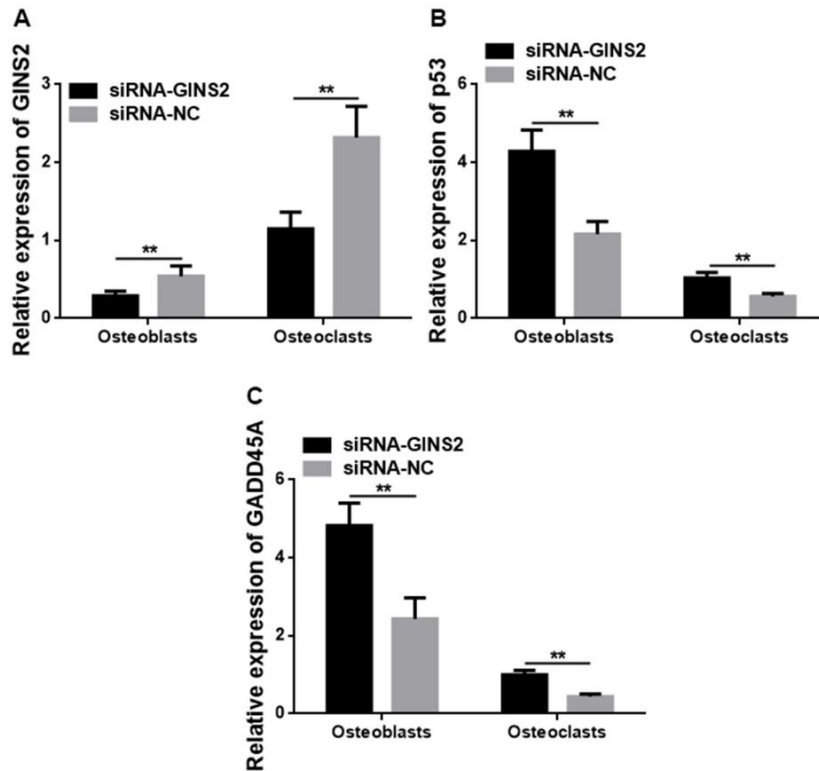 A
Relative expression of GINS2
siRNA-GINS2
siRNA-NC
3
2
1
0
**
**
Osteoblasts
Osteoclasts
B
Relative expression of p53
siRNA-GINS2
siRNA-NC
6
4
2
0
**
**
Osteoblasts
Osteoclasts
C
Relative expression of GADD45A
siRNA-GINS2
siRNA-NC
6
4
2
0
**
**
Osteoblasts
Osteoclasts